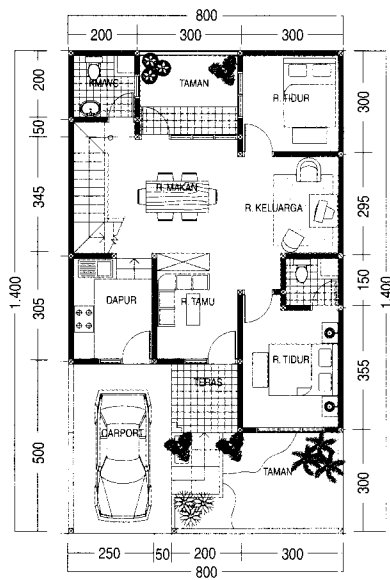 800
200 300 300
200
KM/WC
TAMAN
R. TIDUR
300
50
345
R. MAKAN
R. KELUARGA
295
1.400
1.400
150
305
DAPUR
R. TAMU
R. TIDUR
355
TERAS
500
CARPORT
TAMAN
300
250 50 200 300
800